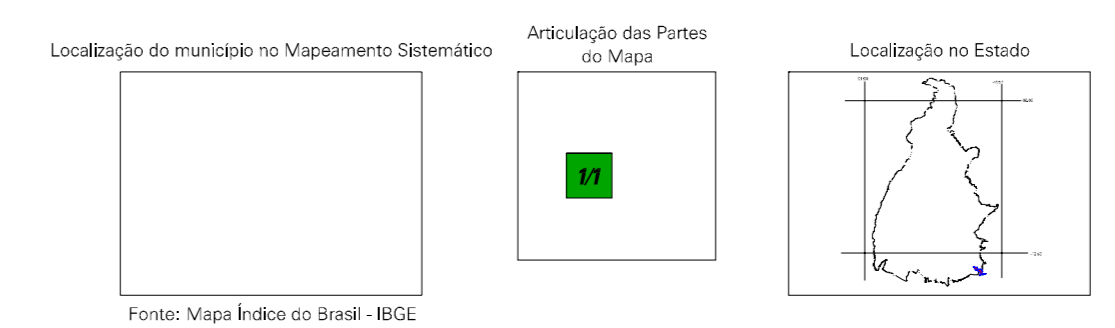 Localização do município no Mapeamento Sistemático
Articulação das Partes
do Mapa
Localização no Estado
1/1
Fonte: Mapa Índice do Brasil - IBGE